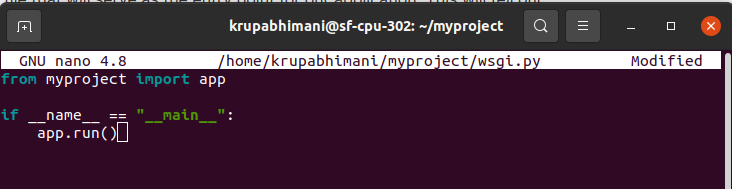 krupabhimani@sf-cpu-302: ~/myproject
GNU nano 4.8 /home/krupabhimani/myproject/wsgi.py Modified
from myproject import app
if __name__ == "__main__":
app.run()